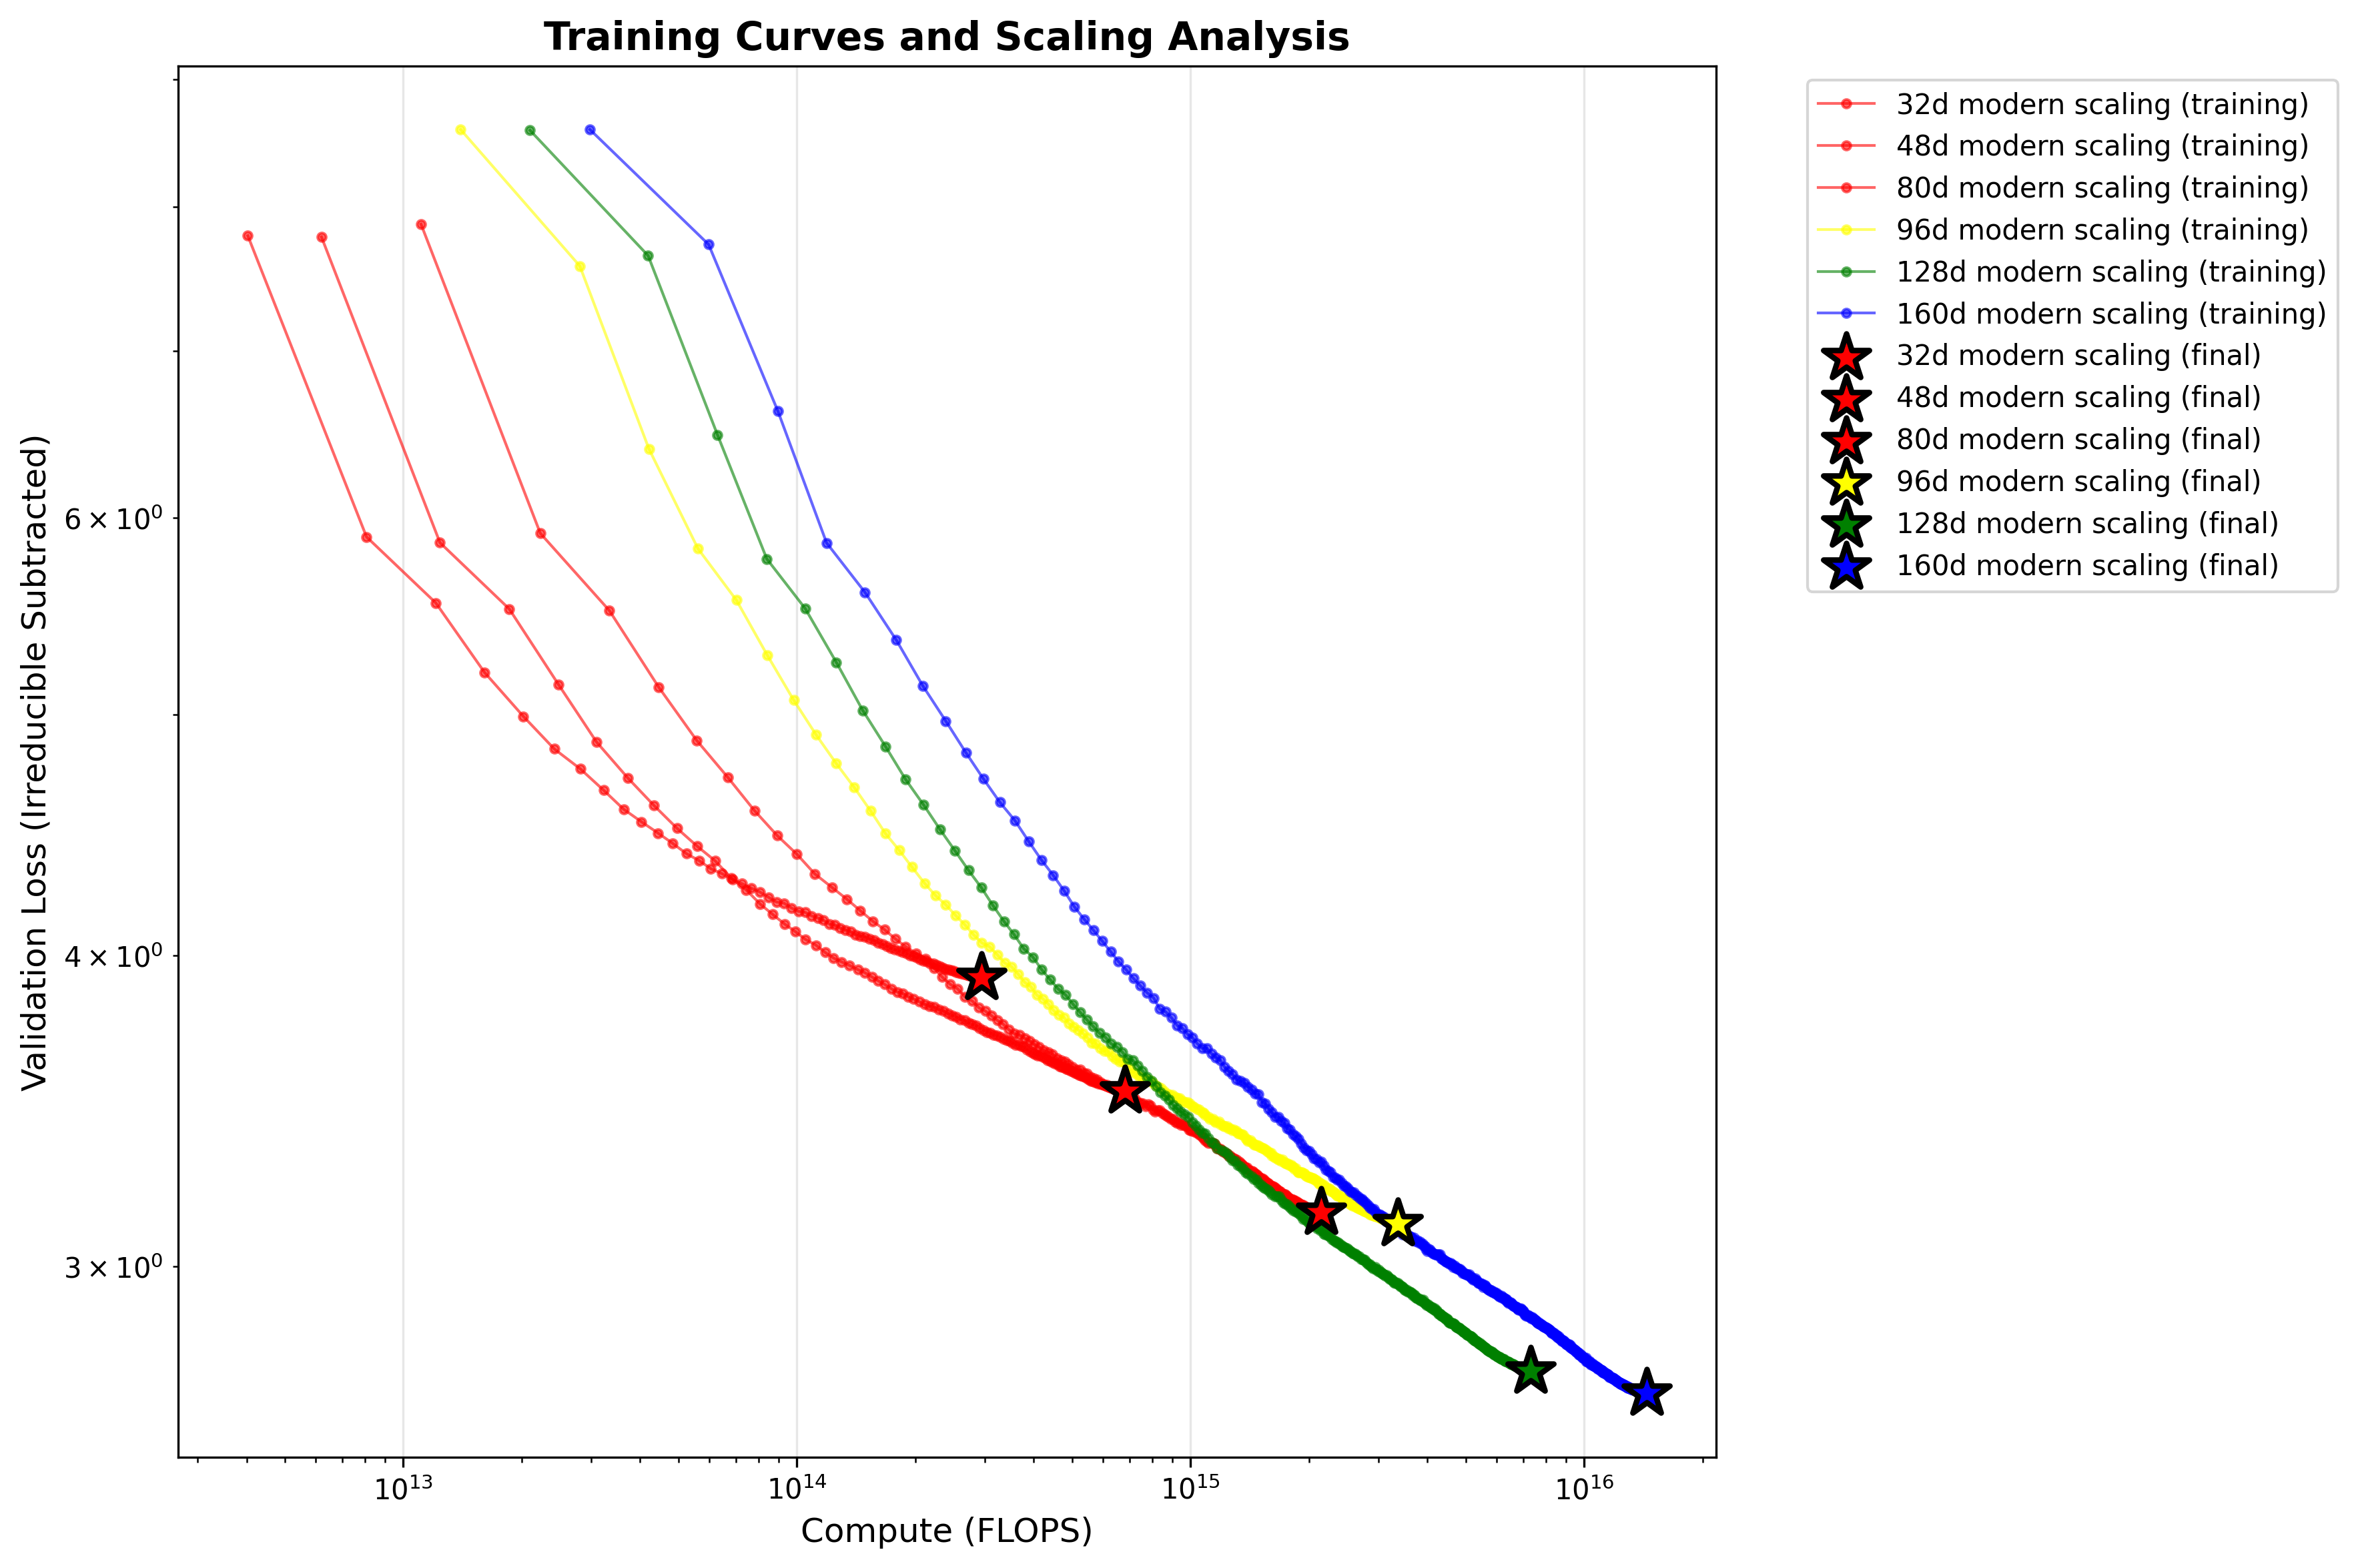 Training Curves and Scaling Analysis
32d modern scaling (training)
48d modern scaling (training)
80d modern scaling (training)
96d modern scaling (training)
128d modern scaling (training)
160d modern scaling (training)
32d modern scaling (final)
48d modern scaling (final)
80d modern scaling (final)
96d modern scaling (final)
128d modern scaling (final)
160d modern scaling (final)
Validation Loss (Irreducible Subtracted)
6 × 10⁰
4 × 10⁰
3 × 10⁰
10¹³ 10¹⁴ 10¹⁵ 10¹⁶
Compute (FLOPS)